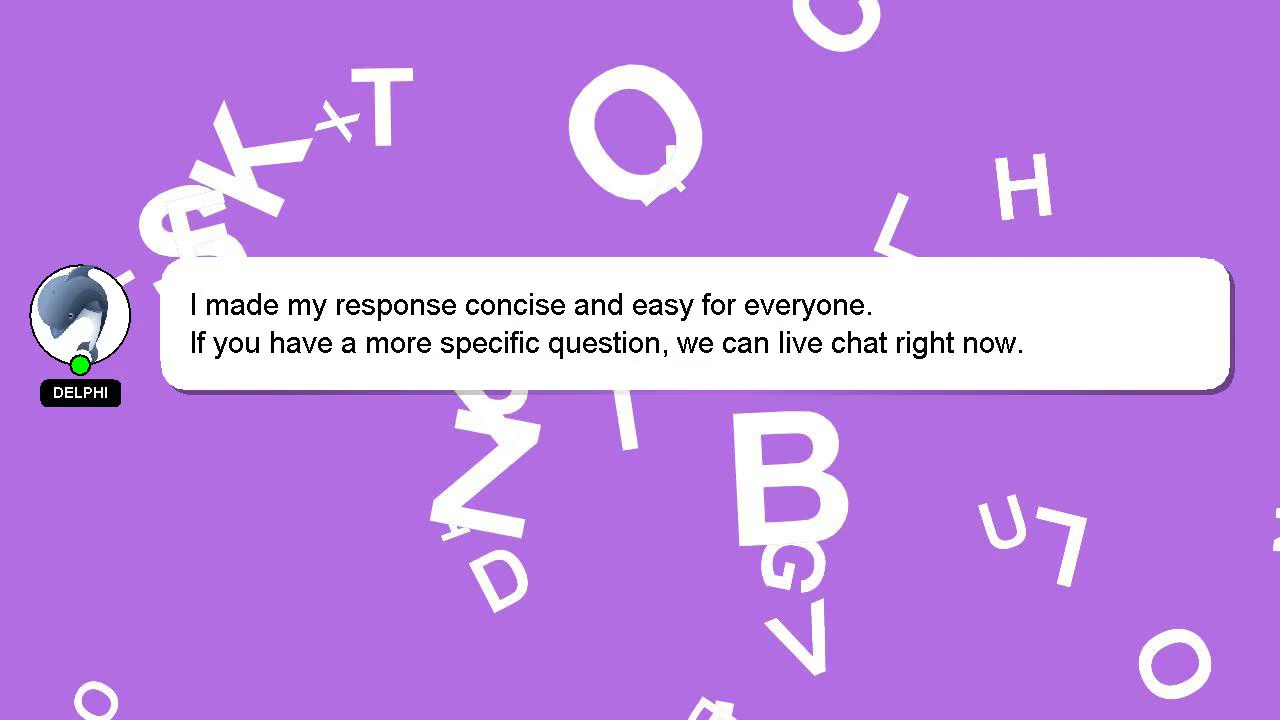 I made my response concise and easy for everyone.
If you have a more specific question, we can live chat right now.
DELPHI
C
T
X
K
O
H
S
E
L
Z
I
B
D
G
U
L
V
O
O